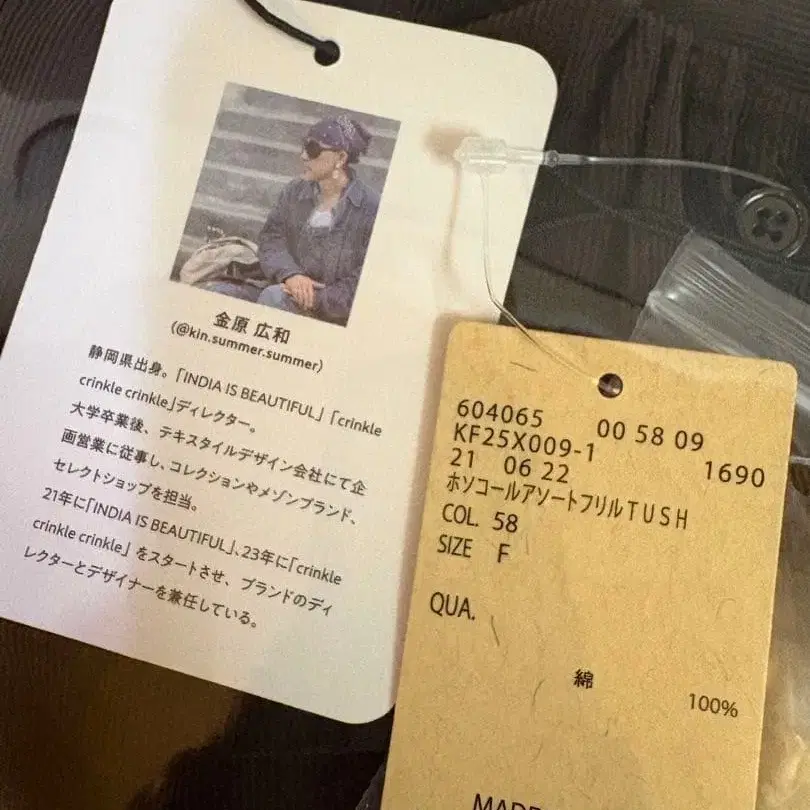 金原 広和
(@kin.summer.summer)
静岡県出身。「INDIA IS BEAUTIFUL」「crinkle
crinkle crinkle」ディレクター。
大学卒業後、テキスタイルデザイン会社にて企
画営業に従事し、コレクションやメゾンブランド、
セレクトショップを担当。
21年に「INDIA IS BEAUTIFUL」、23年に「crinkle
crinkle crinkle」をスタートさせ、ブランドのディ
レクターとデザイナーを兼任している。
604065 00 58 09
KF25X009-1 1690
21 06 22
ホソコールアソートフリルTUSH
COL. 58
SIZE F
QUA.
綿 100%
MADE